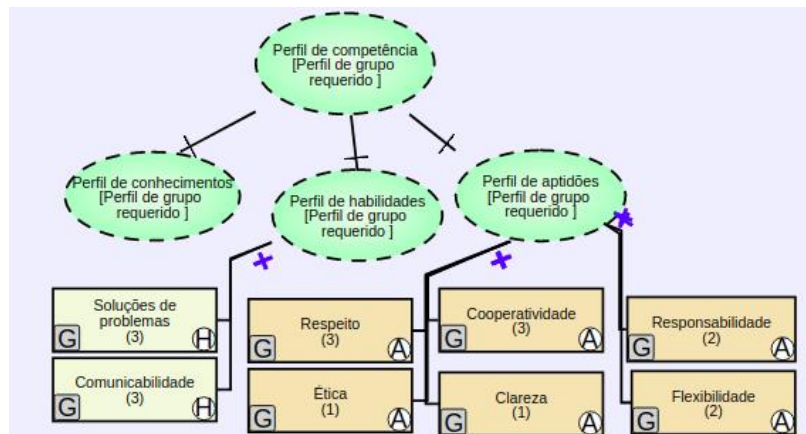 Perfil de competência
[Perfil de grupo
requerido ]
Perfil de conhecimentos
[Perfil de grupo
requerido ]
Perfil de habilidades
[Perfil de grupo
requerido ]
Perfil de aptidões
[Perfil de grupo
requerido ]
Soluções de
problemas
(3)
G
H
Comunicabilidade
(3)
G
H
Respeito
(3)
G
A
Ética
(1)
G
A
Cooperatividade
(3)
G
A
Clareza
(1)
G
A
Responsabilidade
(2)
G
A
Flexibilidade
(2)
G
A